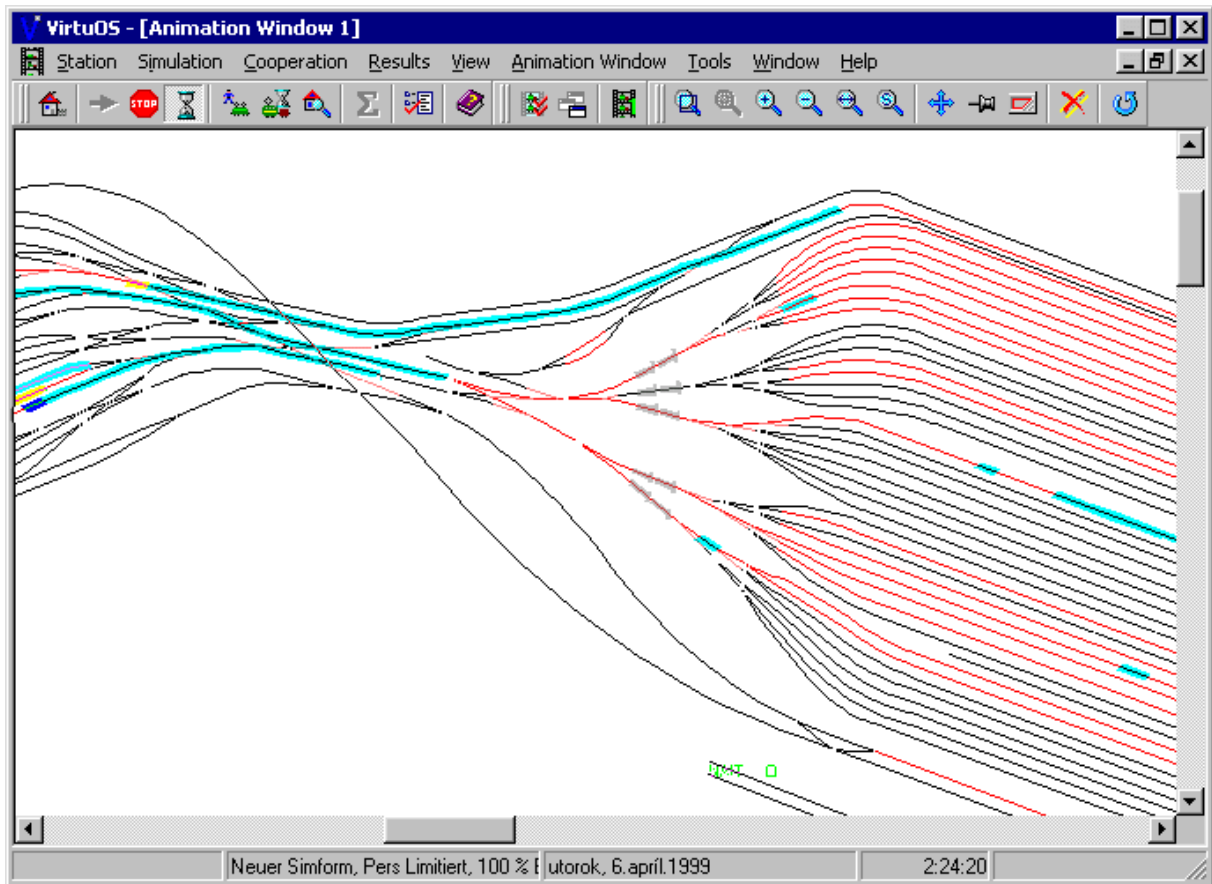 VirtuOS - [Animation Window 1]
Station Simulation Cooperation Results View Animation Window Tools Window Help
STOP Σ S
Neuer Simform, Pers Limitiert, 100 % utorok, 6.apríl.1999 2:24:20